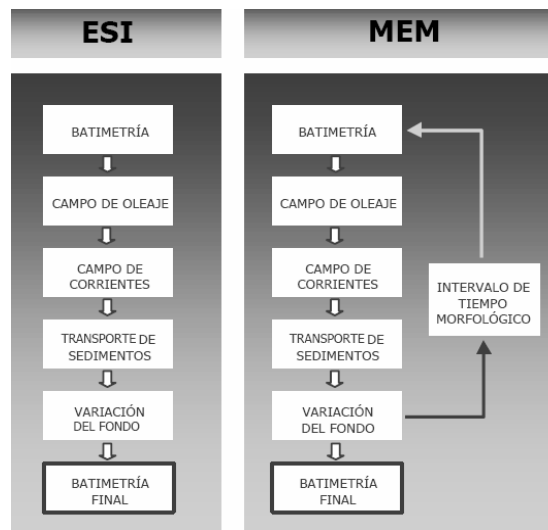 ESI
MEM
BATIMETRÍA
CAMPO DE OLEAJE
CAMPO DE
CORRIENTES
TRANSPORTE DE
SEDIMENTOS
VARIACIÓN
DEL FONDO
BATIMETRÍA
FINAL
BATIMETRÍA
CAMPO DE OLEAJE
CAMPO DE
CORRIENTES
TRANSPORTE DE
SEDIMENTOS
VARIACIÓN
DEL FONDO
BATIMETRÍA
FINAL
INTERVALO DE
TIEMPO
MORFOLÓGICO